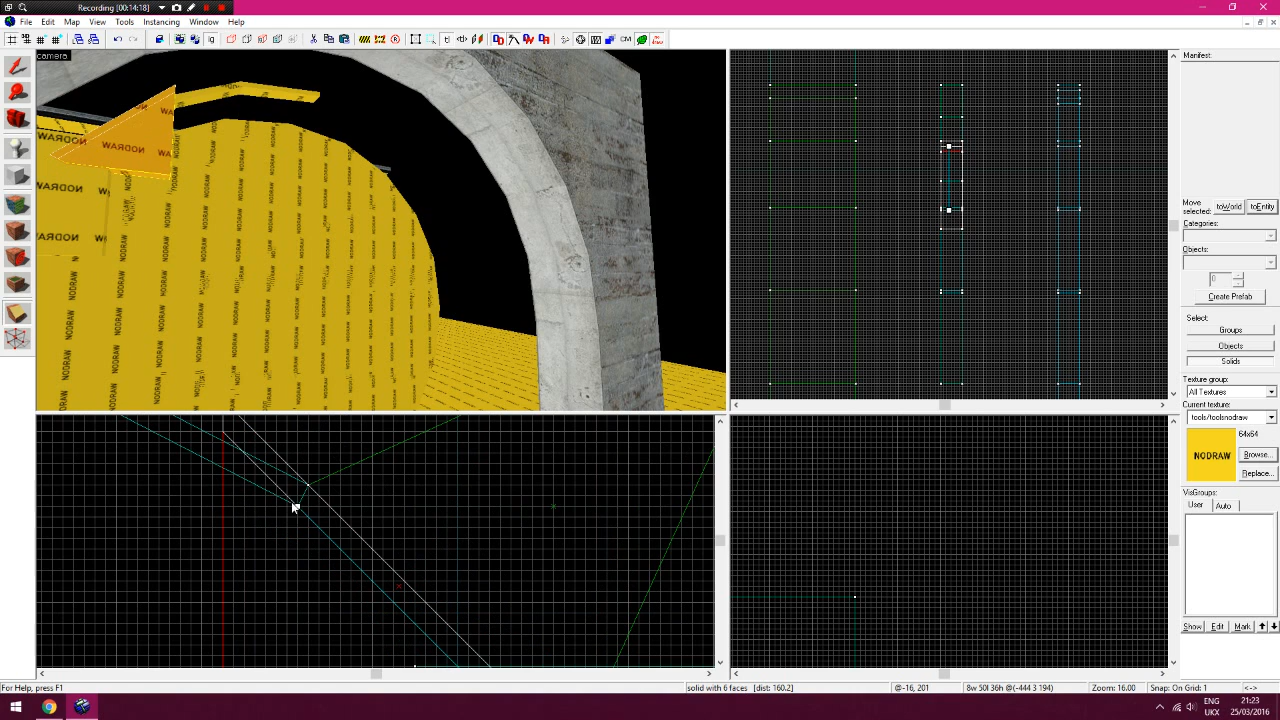 Recording [00:14:18]
File Edit Map View Tools Instancing Window Help
camera
NODRAW
Manifest:
Move selected: toWorld toEntity
Categories:
Objects:
0
Create Prefab
Select:
Groups
Objects
Solids
Texture group:
All Textures
Current texture:
tools/toolsnodraw
64x64
NODRAW
Browse...
Replace...
VisGroups:
User Auto
Show Edit Mark
For Help, press F1
solid with 6 faces [dist: 160.2]
@-16, 201
8w 50l 36h @(-444 3 194)
Zoom: 16.00
Snap: On Grid: 1
<->
ENG
UKX
21:23
25/03/2016